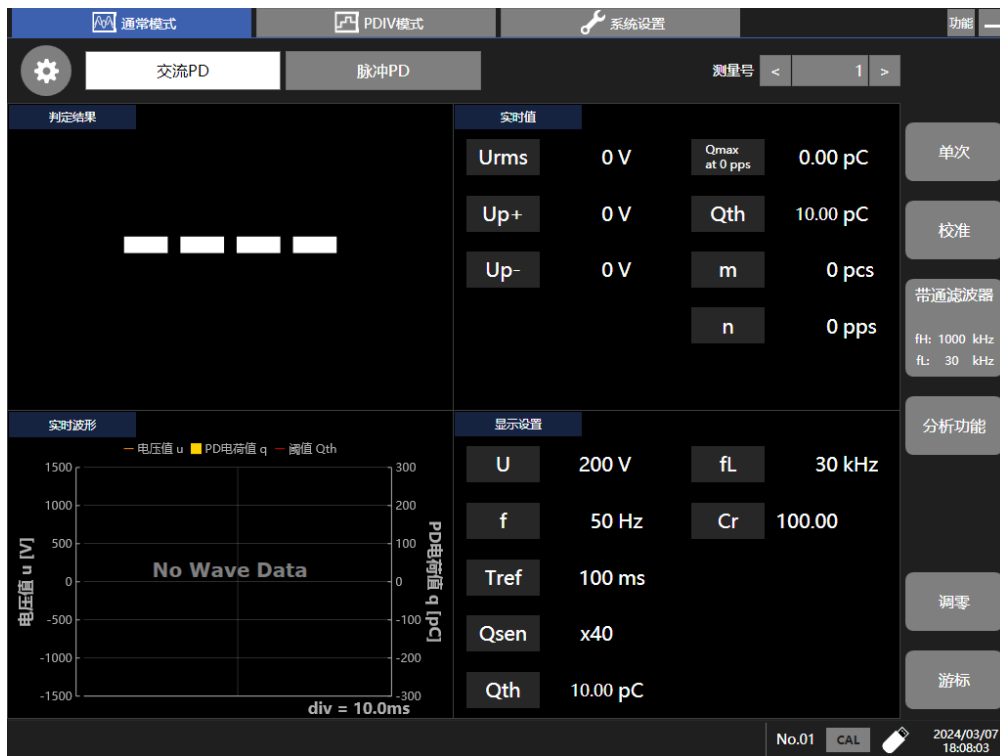 通常模式 PDIV模式 系统设置 功能
交流PD 脉冲PD 测量号 < 1 >
判定结果
实时值
Urms 0 V Qmax at 0 pps 0.00 pC
Up+ 0 V Qth 10.00 pC
Up- 0 V m 0 pcs
n 0 pps
单次
校准
带通滤波器
fH: 1000 kHz
fL: 30 kHz
分析功能
调零
游标
实时波形
电压值 u PD电荷值 q 阈值 Qth
1500 300
1000 200
500 100
0 0
-500 -100
-1000 -200
-1500 -300
电压值 u [V]
PD电荷值 q [pC]
No Wave Data
div = 10.0ms
显示设置
U 200 V fL 30 kHz
f 50 Hz Cr 100.00
Tref 100 ms
Qsen x40
Qth 10.00 pC
No.01 CAL 2024/03/07
18:08:03